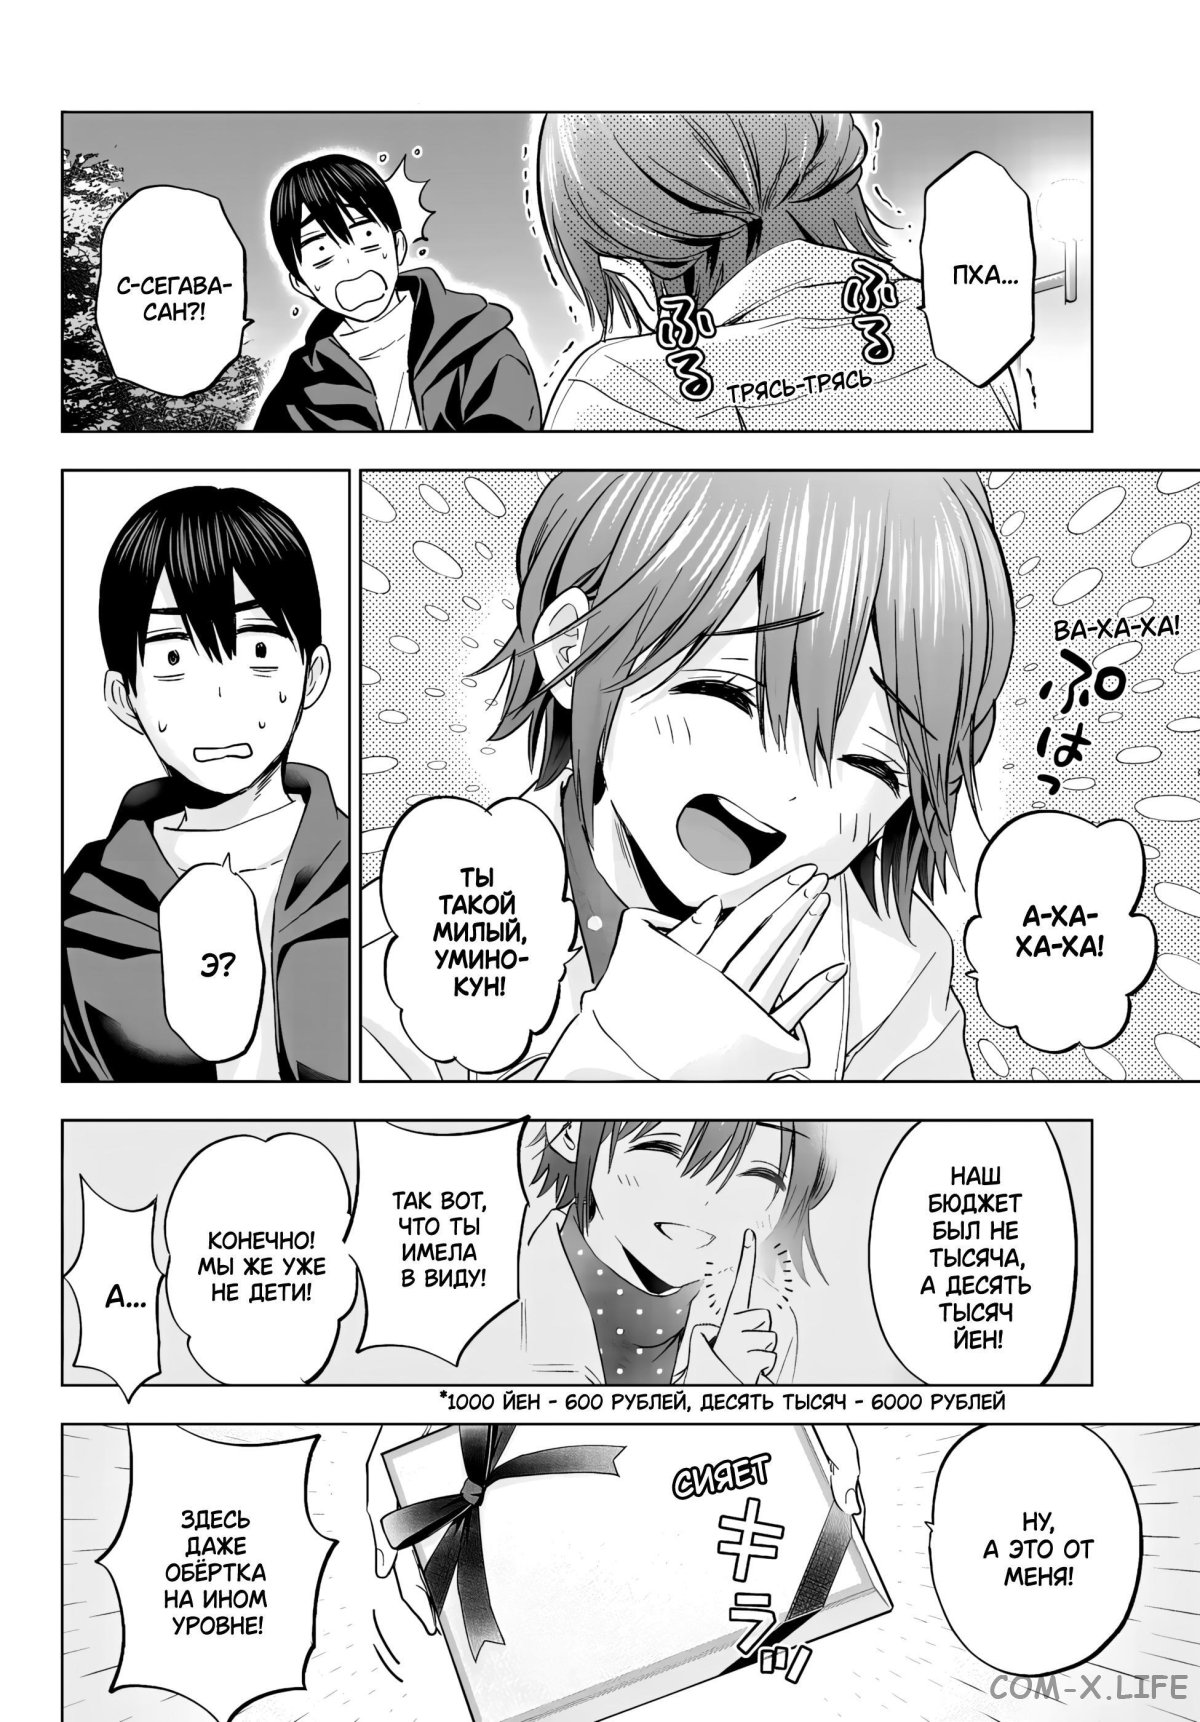 ПХА...
ふる
ふる
ТРЯСЬ-ТРЯСЬ
С-СЕГАВА-
САН?!
ВА-ХА-ХА!
ぷはっ
А-ХА-
ХА-ХА!
ТЫ
ТАКОЙ
МИЛЫЙ,
УМИНО-
КУН!
Э?
НАШ
БЮДЖЕТ
БЫЛ НЕ
ТЫСЯЧА,
А ДЕСЯТЬ
ТЫСЯЧ
ЙЕН!
ТАК ВОТ,
ЧТО ТЫ
ИМЕЛА
В ВИДУ!
КОНЕЧНО!
МЫ ЖЕ УЖЕ
НЕ ДЕТИ!
А...
*1000 ЙЕН - 600 РУБЛЕЙ, ДЕСЯТЬ ТЫСЯЧ - 6000 РУБЛЕЙ
НУ,
А ЭТО ОТ
МЕНЯ!
СИЯЕТ
キラッ
ЗДЕСЬ
ДАЖЕ
ОБЁРТКА
НА ИНОМ
УРОВНЕ!
COM-X.LIFE